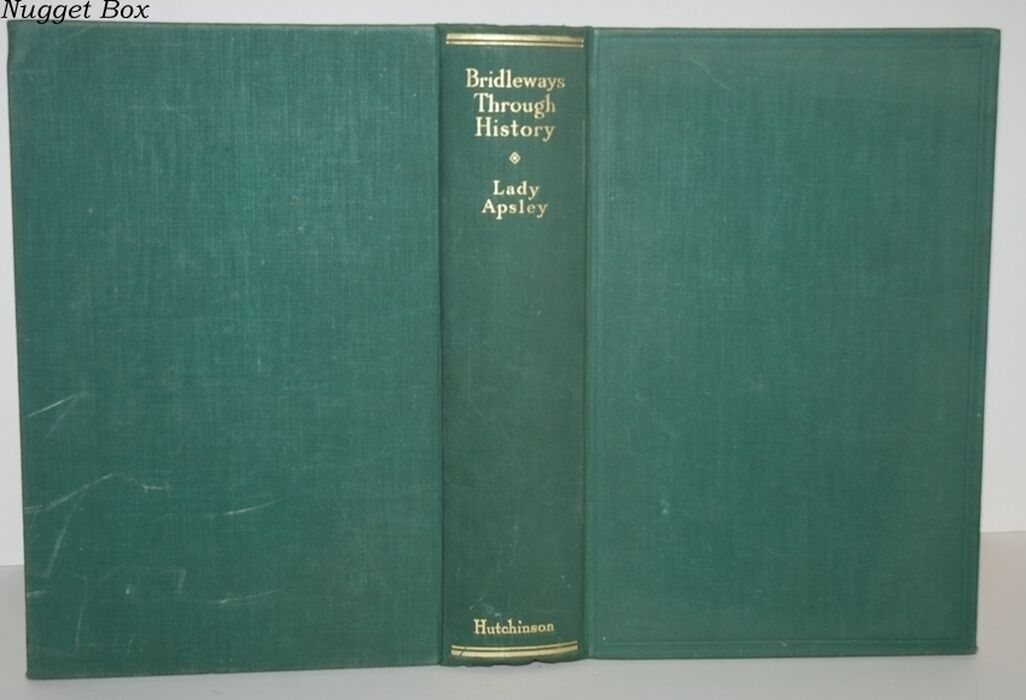 Nugget Box
Bridleways
Through
History
Lady
Apsley
Hutchinson